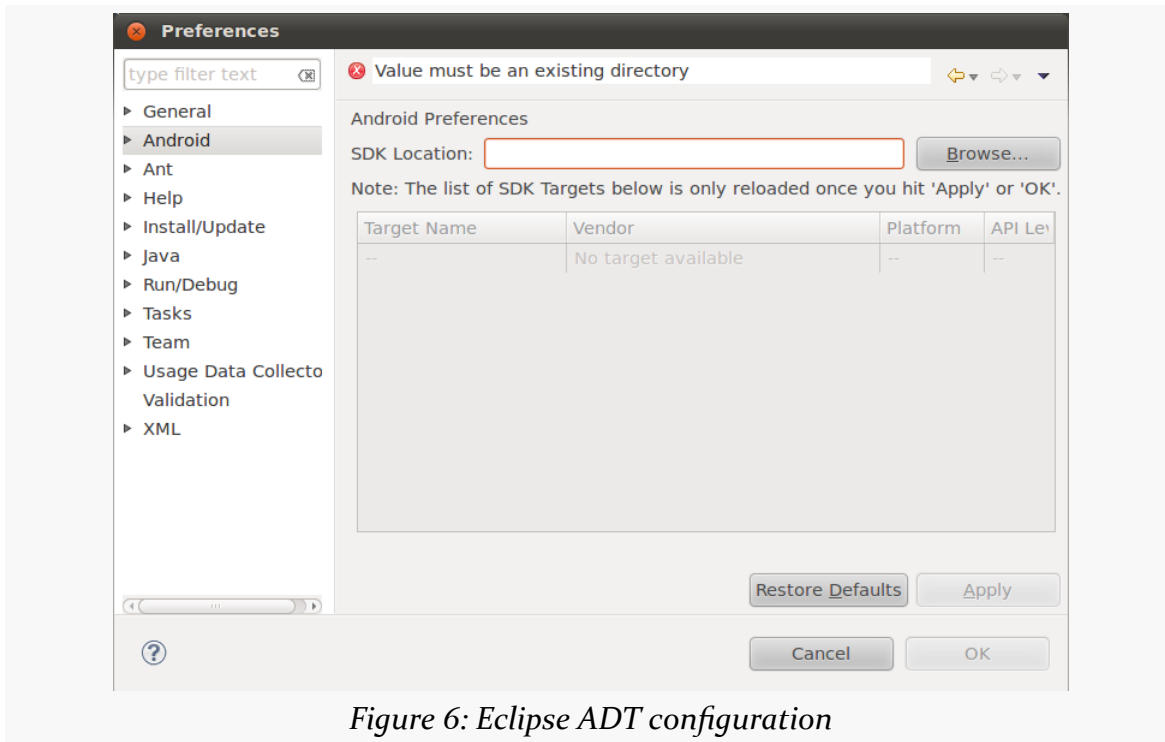 Preferences
type filter text
Value must be an existing directory
General
Android
Ant
Help
Install/Update
Java
Run/Debug
Tasks
Team
Usage Data Collecto
Validation
XML
Android Preferences
SDK Location:
Browse...
Note: The list of SDK Targets below is only reloaded once you hit 'Apply' or 'OK'.
Target Name Vendor Platform API Lev
-- No target available -- --
Restore Defaults Apply
Cancel OK
Figure 6: Eclipse ADT configuration